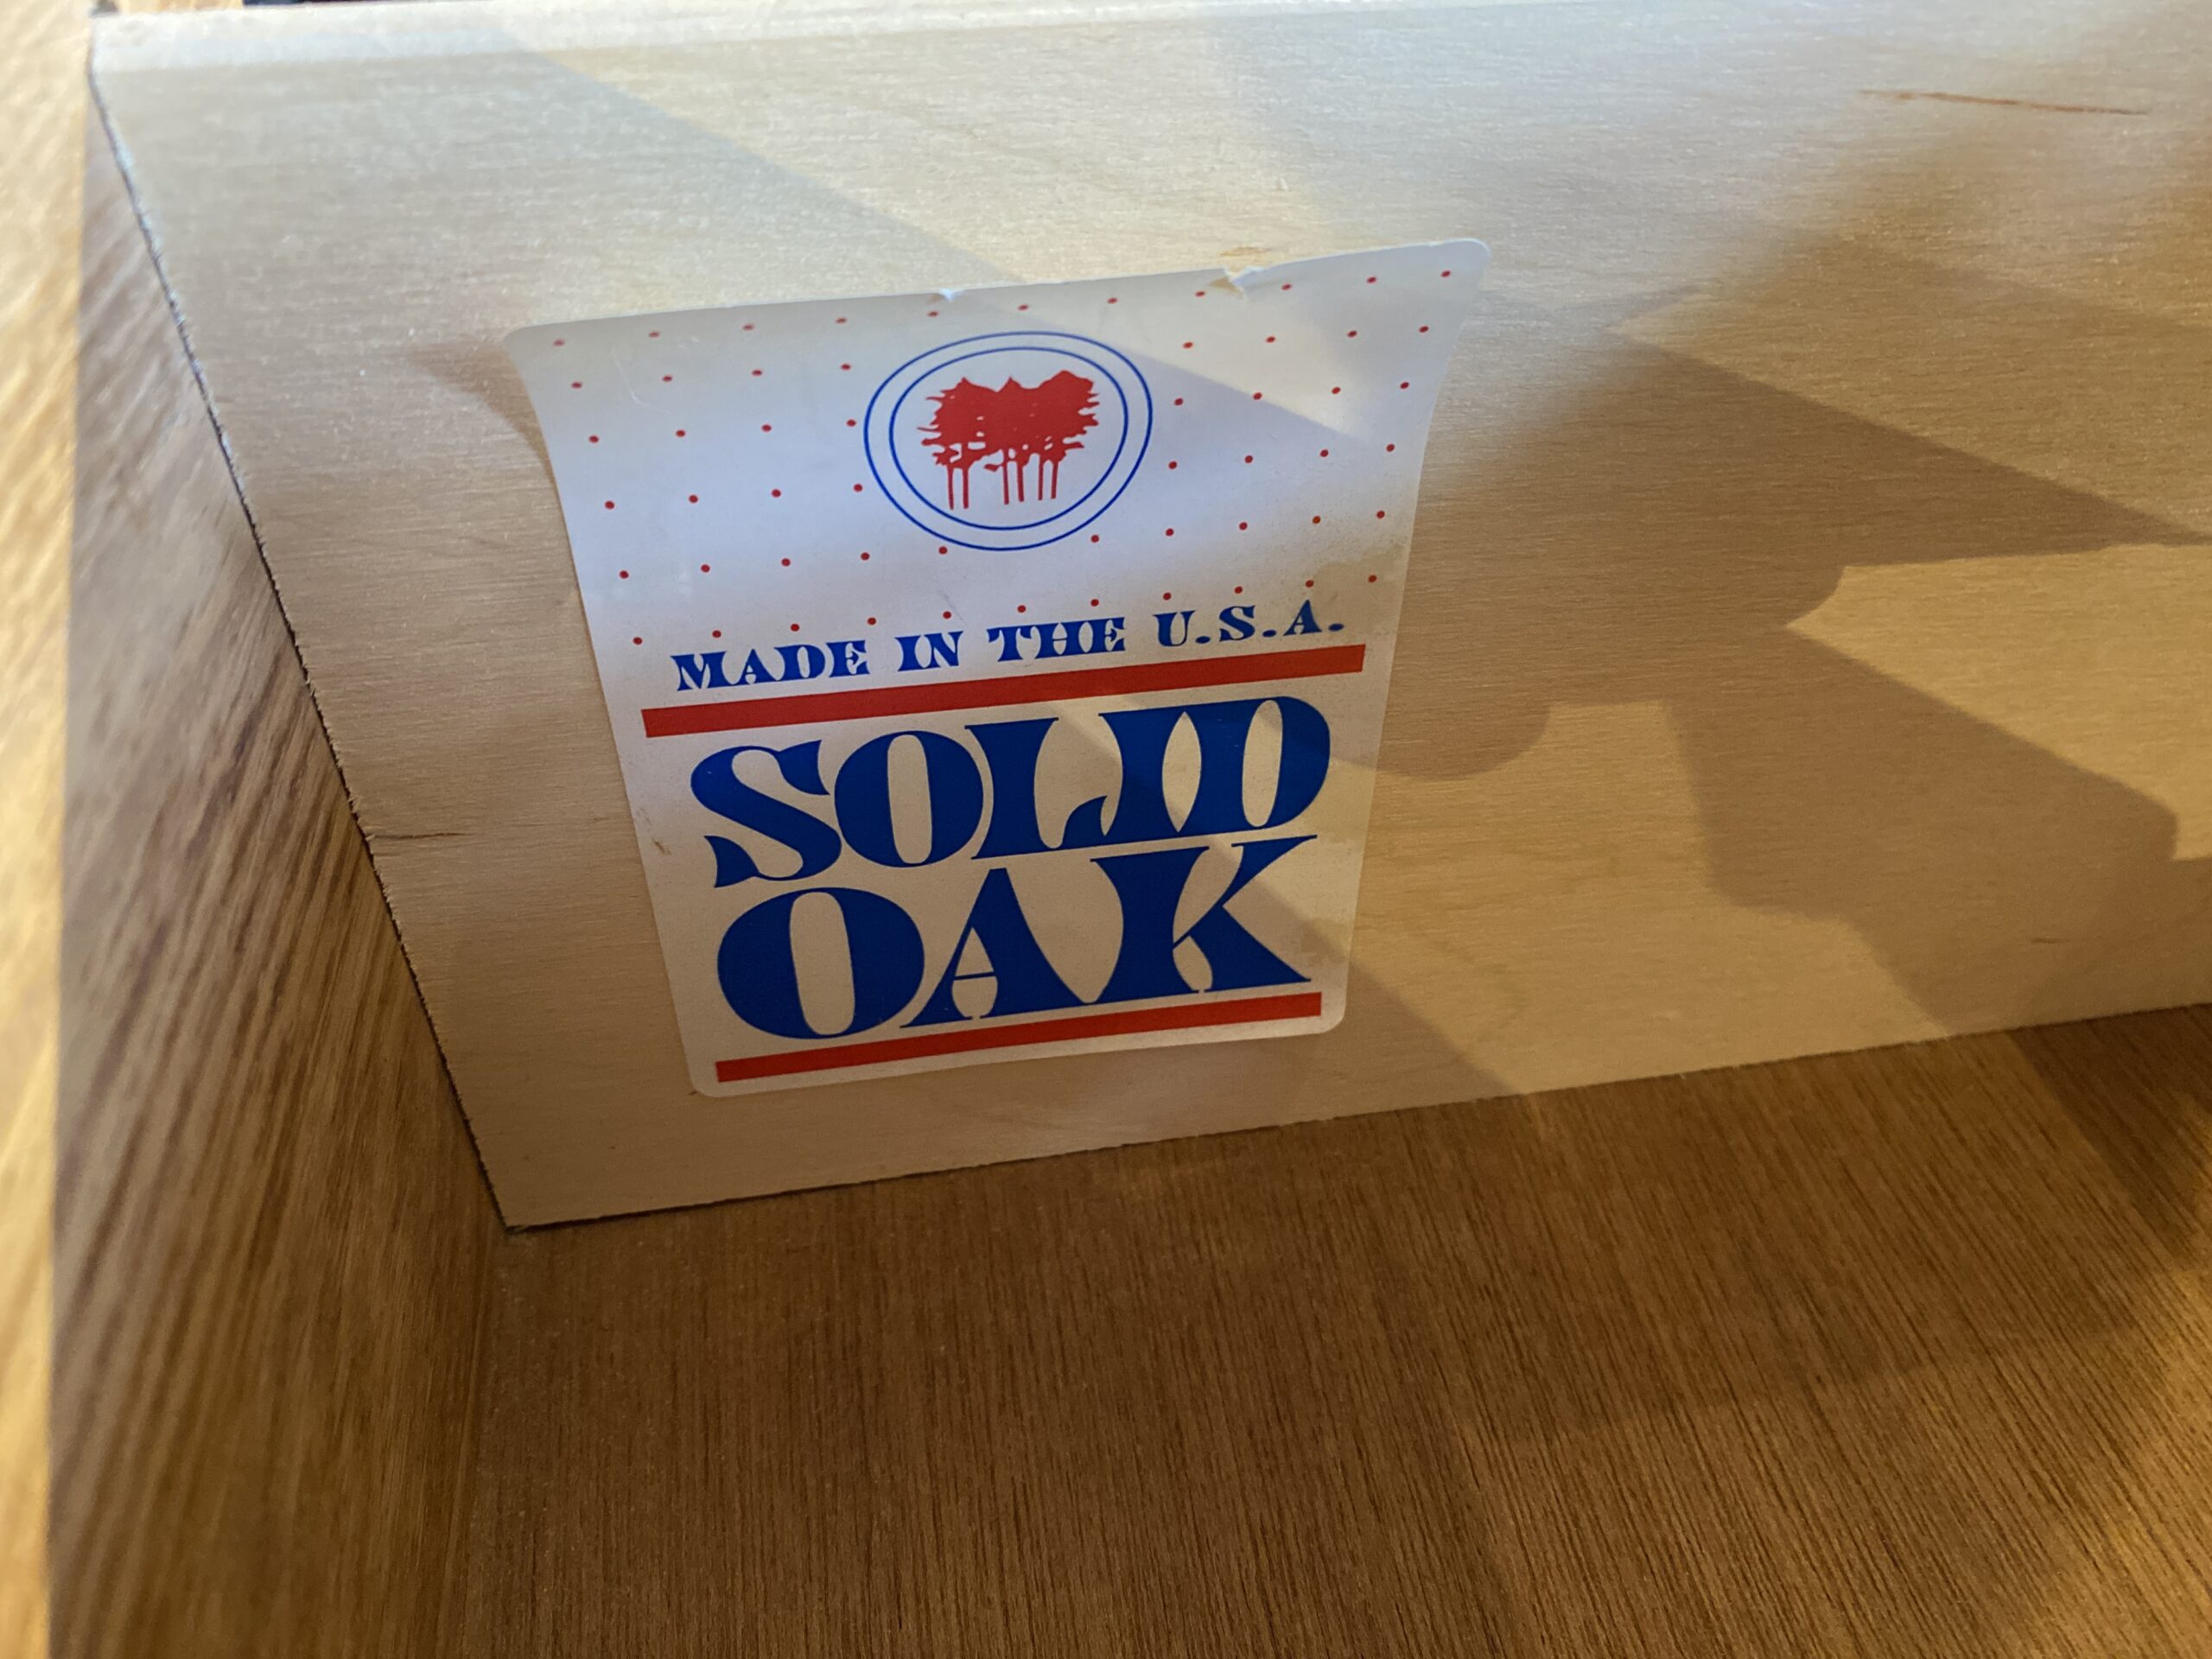 MADE IN THE U.S.A.
SOLID
OAK